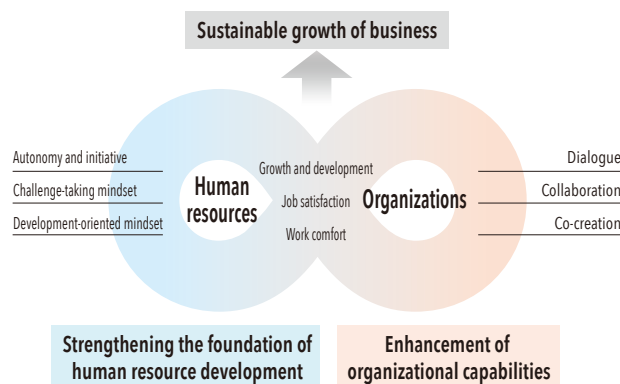 Sustainable growth of business
Autonomy and initiative
Challenge-taking mindset
Development-oriented mindset
Human
resources
Growth and development
Job satisfaction
Work comfort
Organizations
Dialogue
Collaboration
Co-creation
Strengthening the foundation of
human resource development
Enhancement of
organizational capabilities